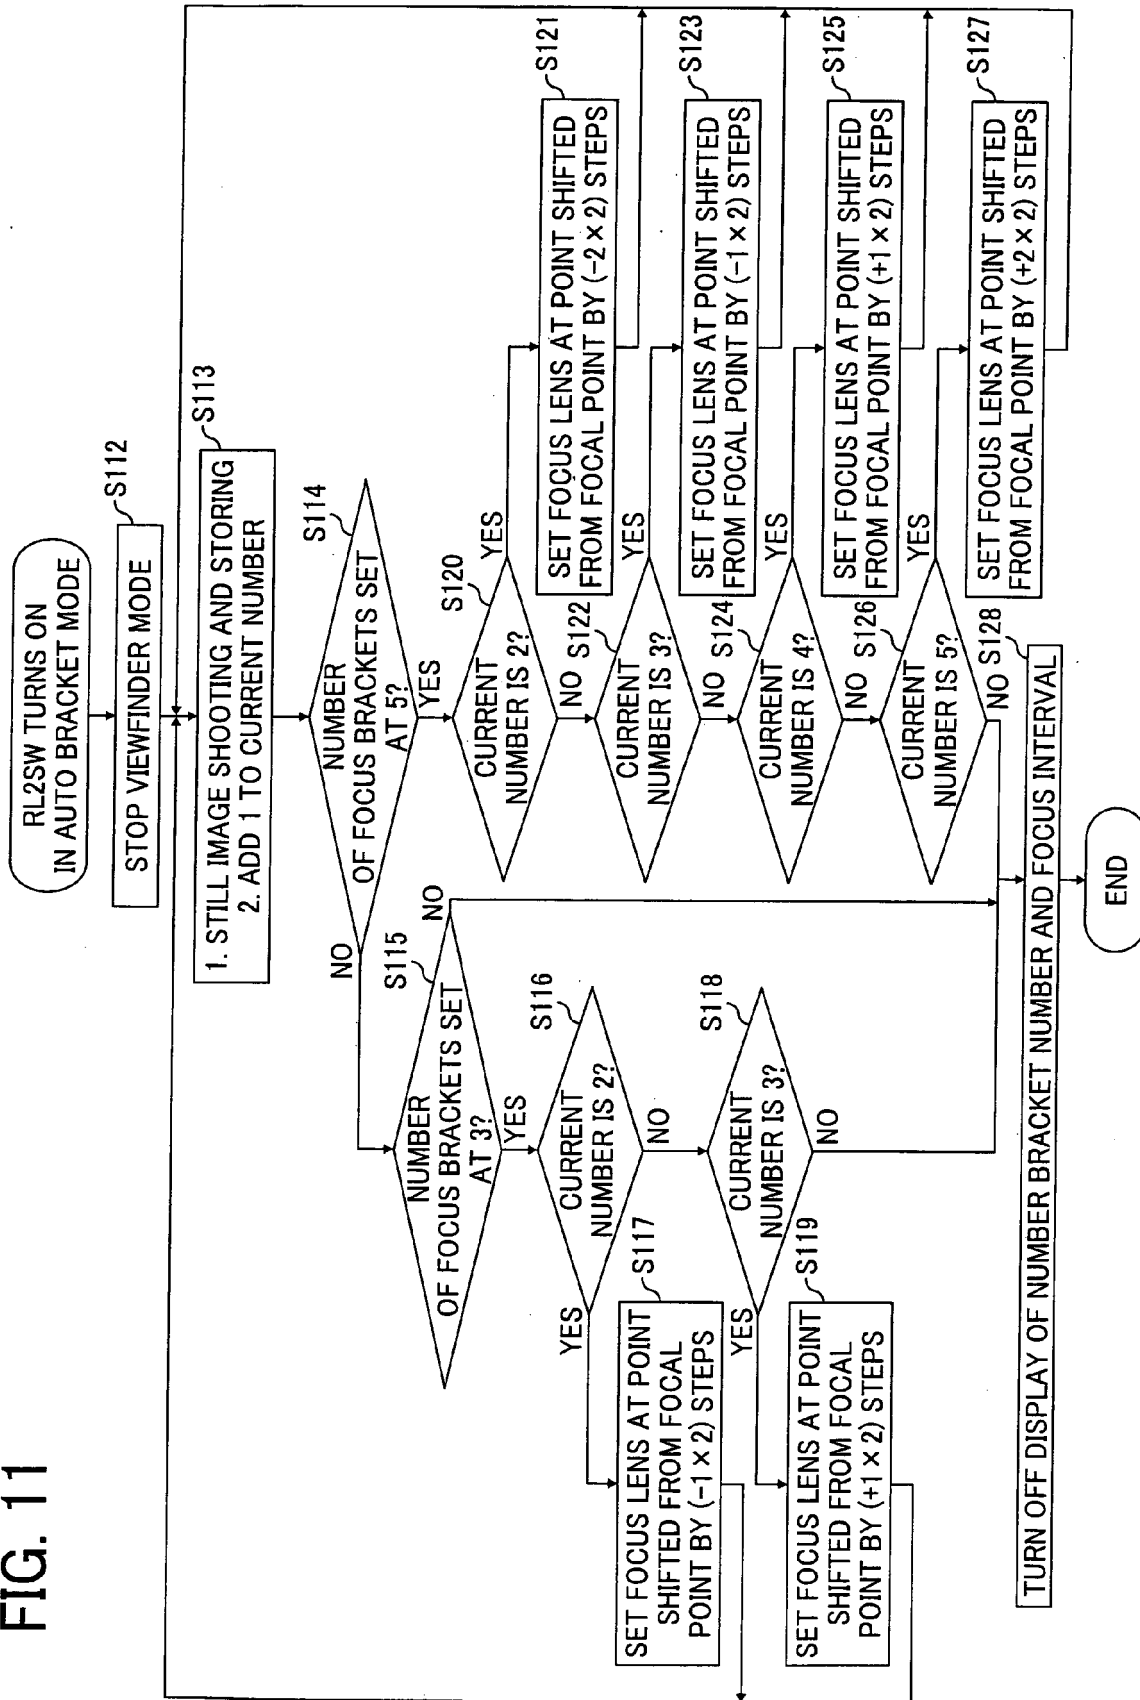 FIG. 11
RL2SW TURNS ON
IN AUTO BRACKET MODE
S112
STOP VIEWFINDER MODE
S113
1. STILL IMAGE SHOOTING AND STORING
2. ADD 1 TO CURRENT NUMBER
S114
NUMBER
OF FOCUS BRACKETS SET
AT 5?
NO
YES
S115
NUMBER
OF FOCUS BRACKETS SET
AT 3?
NO
YES
S116
CURRENT
NUMBER IS 2?
YES
NO
S117
SET FOCUS LENS AT POINT
SHIFTED FROM FOCAL
POINT BY (−1 × 2) STEPS
S118
CURRENT
NUMBER IS 3?
YES
NO
S119
SET FOCUS LENS AT POINT
SHIFTED FROM FOCAL
POINT BY (+1 × 2) STEPS
S120
CURRENT
NUMBER IS 2?
YES
NO
S121
SET FOCUS LENS AT POINT SHIFTED
FROM FOCAL POINT BY (−2 × 2) STEPS
S122
CURRENT
NUMBER IS 3?
YES
NO
S123
SET FOCUS LENS AT POINT SHIFTED
FROM FOCAL POINT BY (−1 × 2) STEPS
S124
CURRENT
NUMBER IS 4?
YES
NO
S125
SET FOCUS LENS AT POINT SHIFTED
FROM FOCAL POINT BY (+1 × 2) STEPS
S126
CURRENT
NUMBER IS 5?
YES
NO
S127
SET FOCUS LENS AT POINT SHIFTED
FROM FOCAL POINT BY (+2 × 2) STEPS
S128
TURN OFF DISPLAY OF NUMBER BRACKET NUMBER AND FOCUS INTERVAL
END